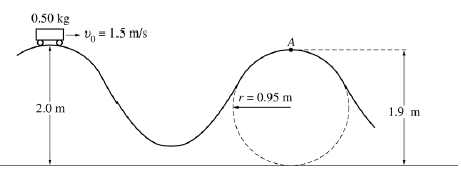 0.50 kg
υ₀ = 1.5 m/s
A
2.0 m
r = 0.95 m
1.9 m